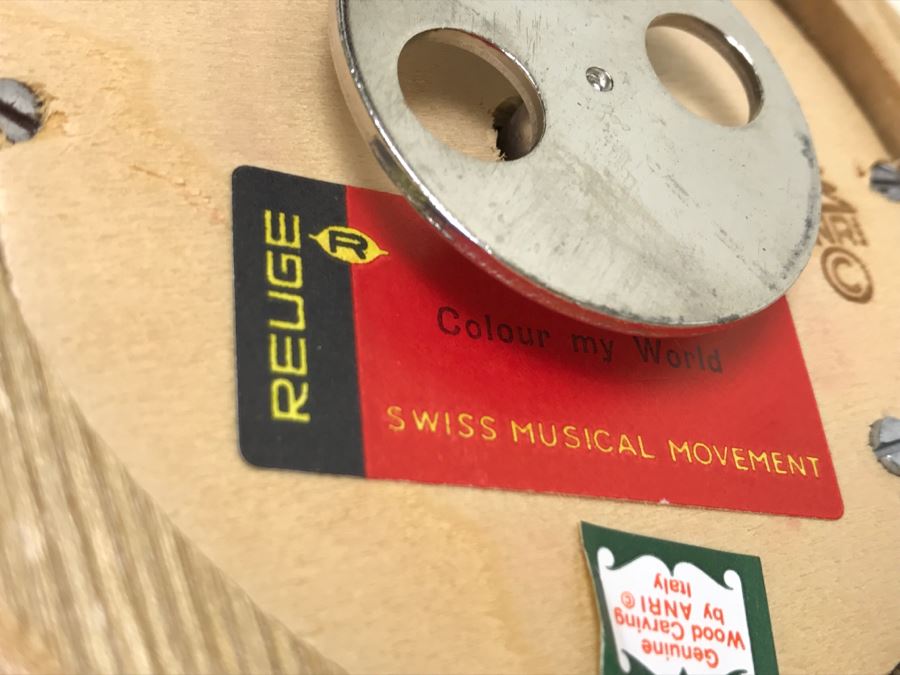 REUGE
R
Colour my World
SWISS MUSICAL MOVEMENT
Genuine
Wood Carving
by ANRI ©
Italy
©